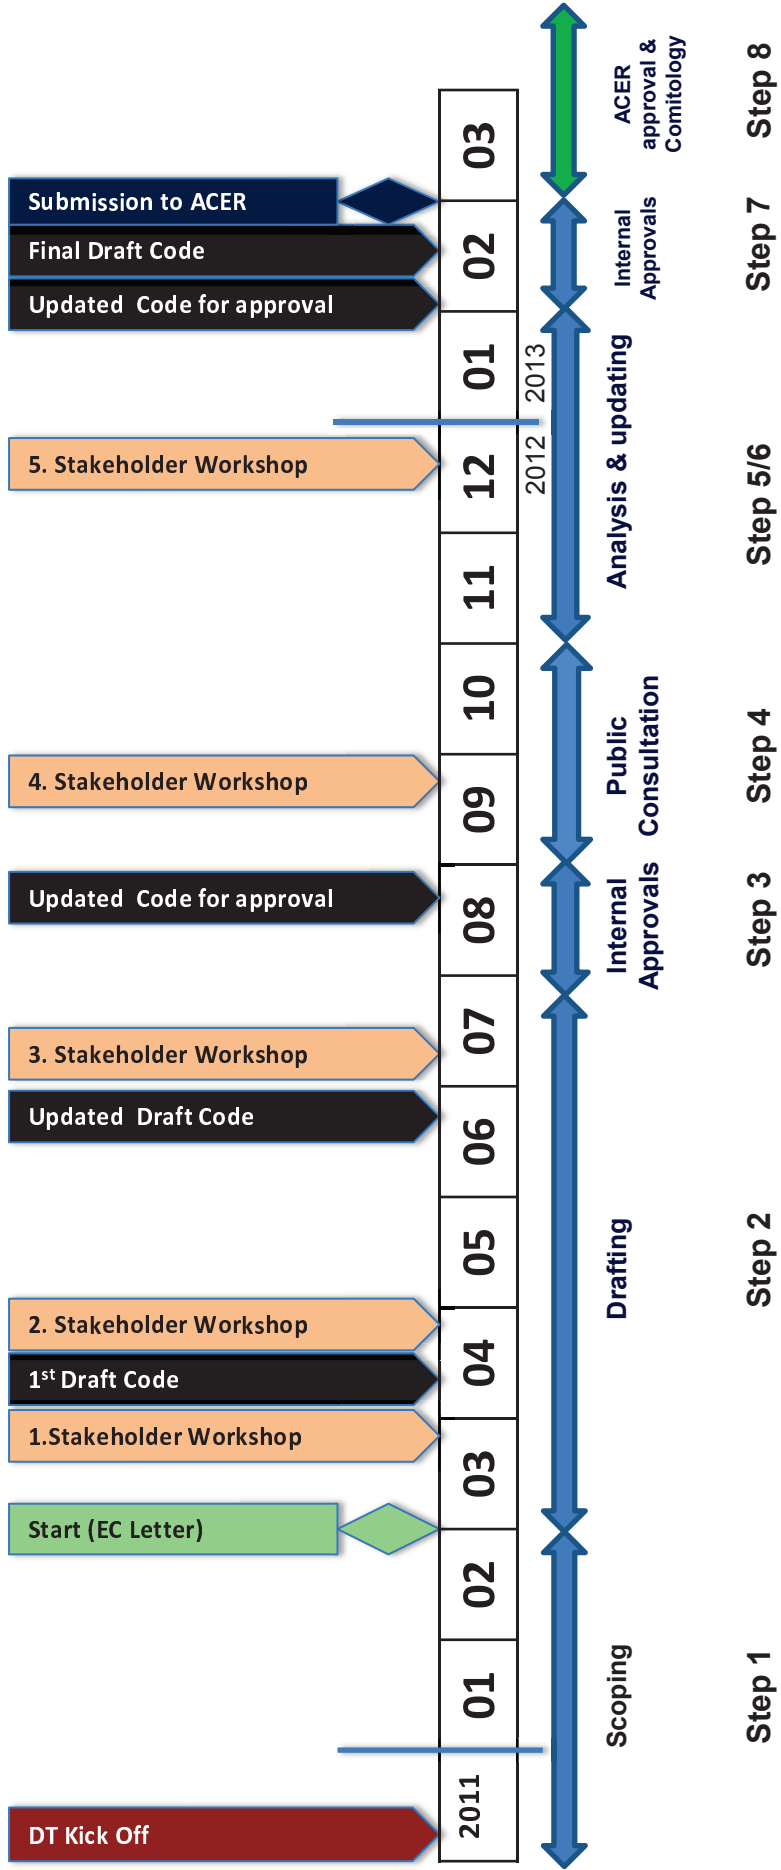 Step 8
ACER
approval &
Comitology
03
Submission to ACER
Step 7
Internal
Approvals
02
Final Draft Code
Updated Code for approval
01
2013
Analysis & updating
Step 5/6
2012
12
5. Stakeholder Workshop
11
10
Public
Consultation
Step 4
4. Stakeholder Workshop
09
Internal
Approvals
Step 3
08
Updated Code for approval
07
3. Stakeholder Workshop
Updated Draft Code
06
05
Drafting
Step 2
2. Stakeholder Workshop
04
1st Draft Code
1.Stakeholder Workshop
03
Start (EC Letter)
02
01
Scoping
Step 1
2011
DT Kick Off